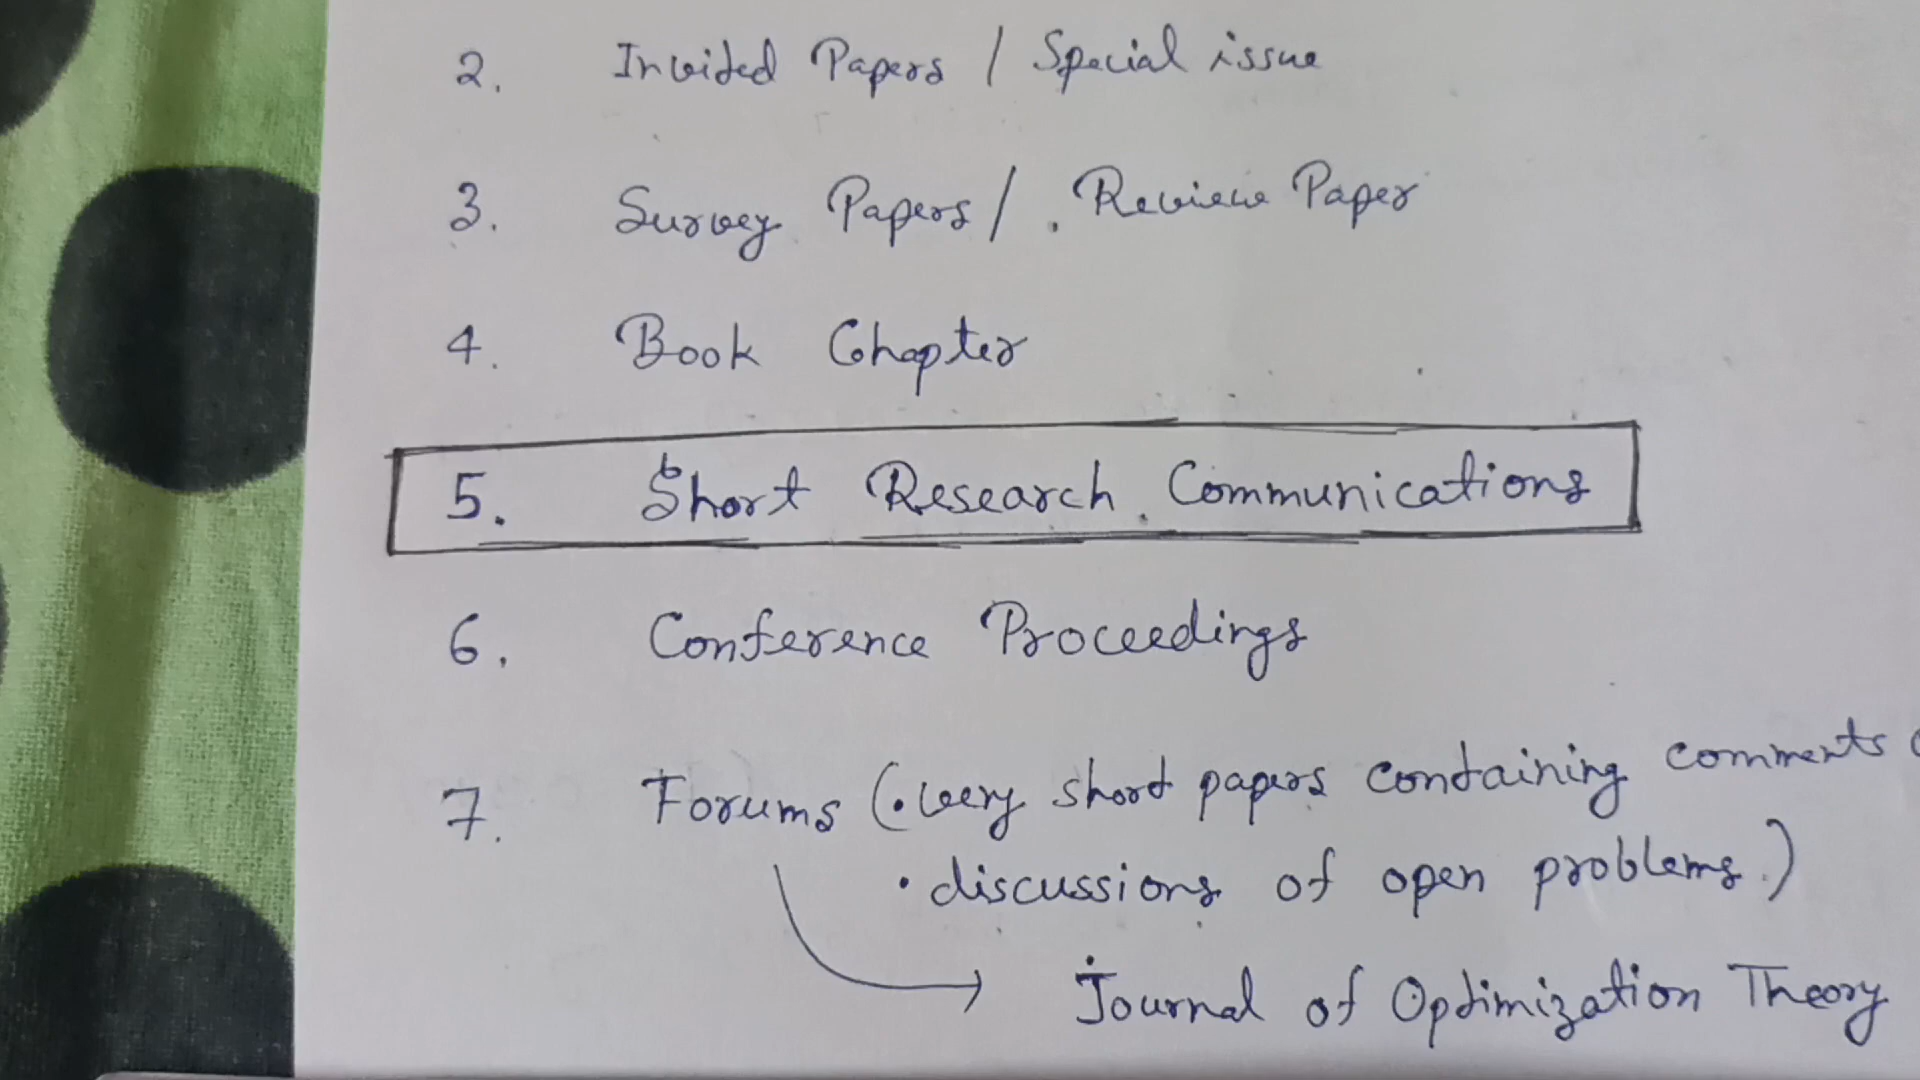 2. Invited Papers / Special issue
3. Survey Papers / . Review Paper
4. Book Chapter
5. Short Research Communications
6. Conference Proceedings
7. Forums (. very short papers containing comments
. discussions of open problems.)
Journal of Optimization Theory